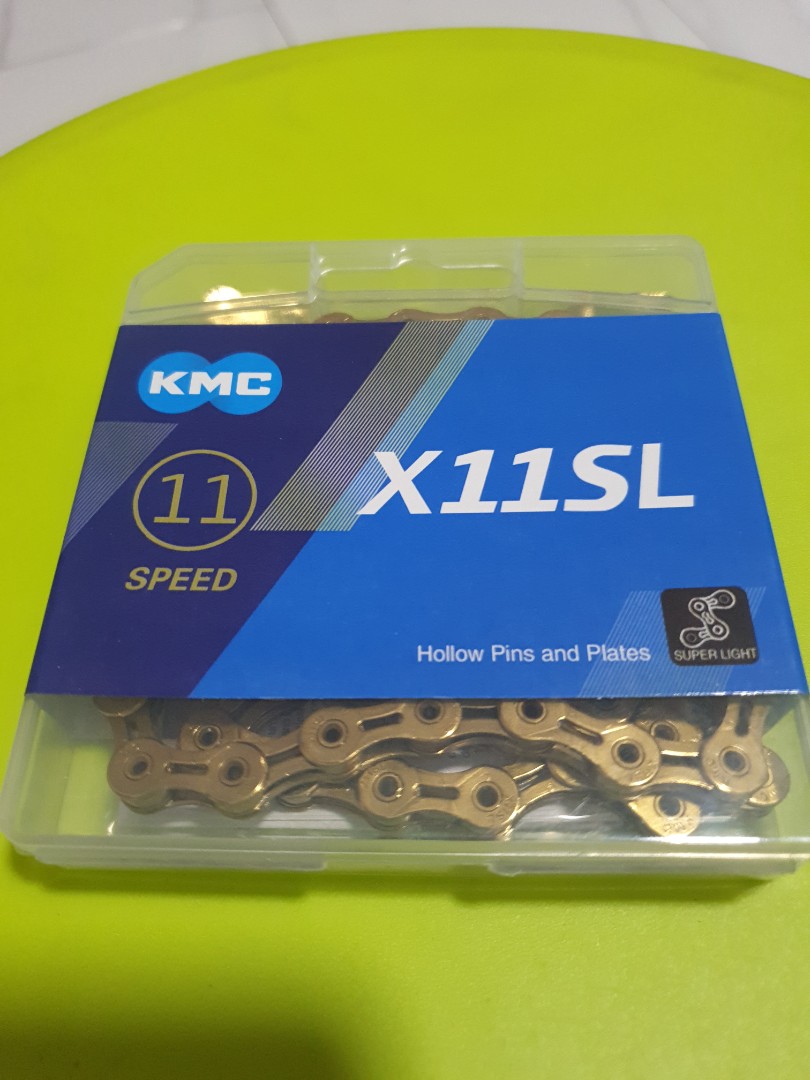 KMC
11
SPEED
X11SL
Hollow Pins and Plates
SUPER LIGHT